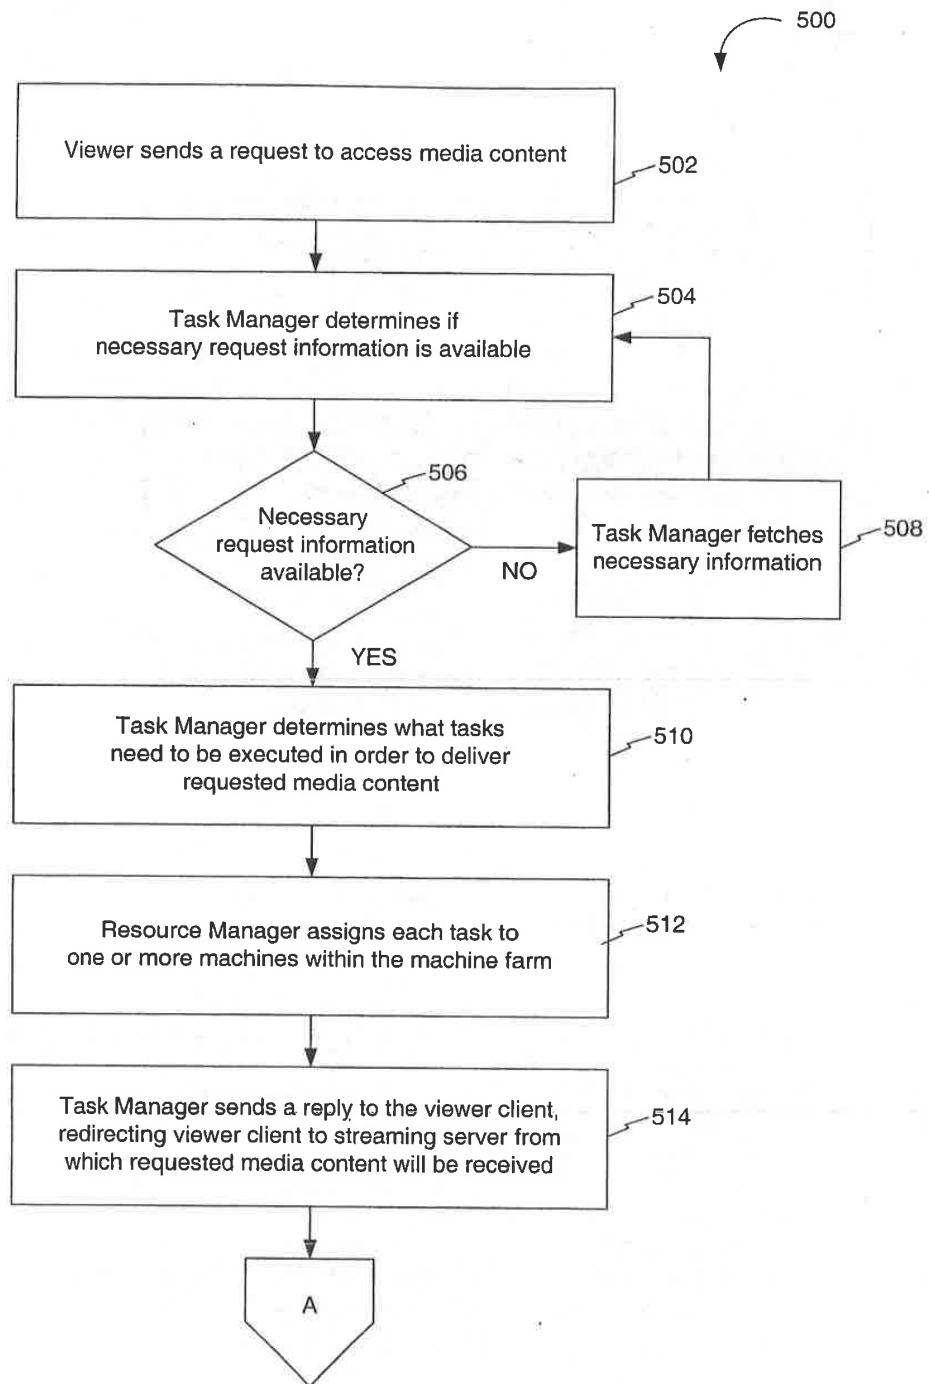 500
Viewer sends a request to access media content
502
504
Task Manager determines if
necessary request information is available
506
Necessary
request information
available?
NO
Task Manager fetches
necessary information
508
YES
Task Manager determines what tasks
need to be executed in order to deliver
requested media content
510
Resource Manager assigns each task to
one or more machines within the machine farm
512
Task Manager sends a reply to the viewer client,
redirecting viewer client to streaming server from
which requested media content will be received
514
A